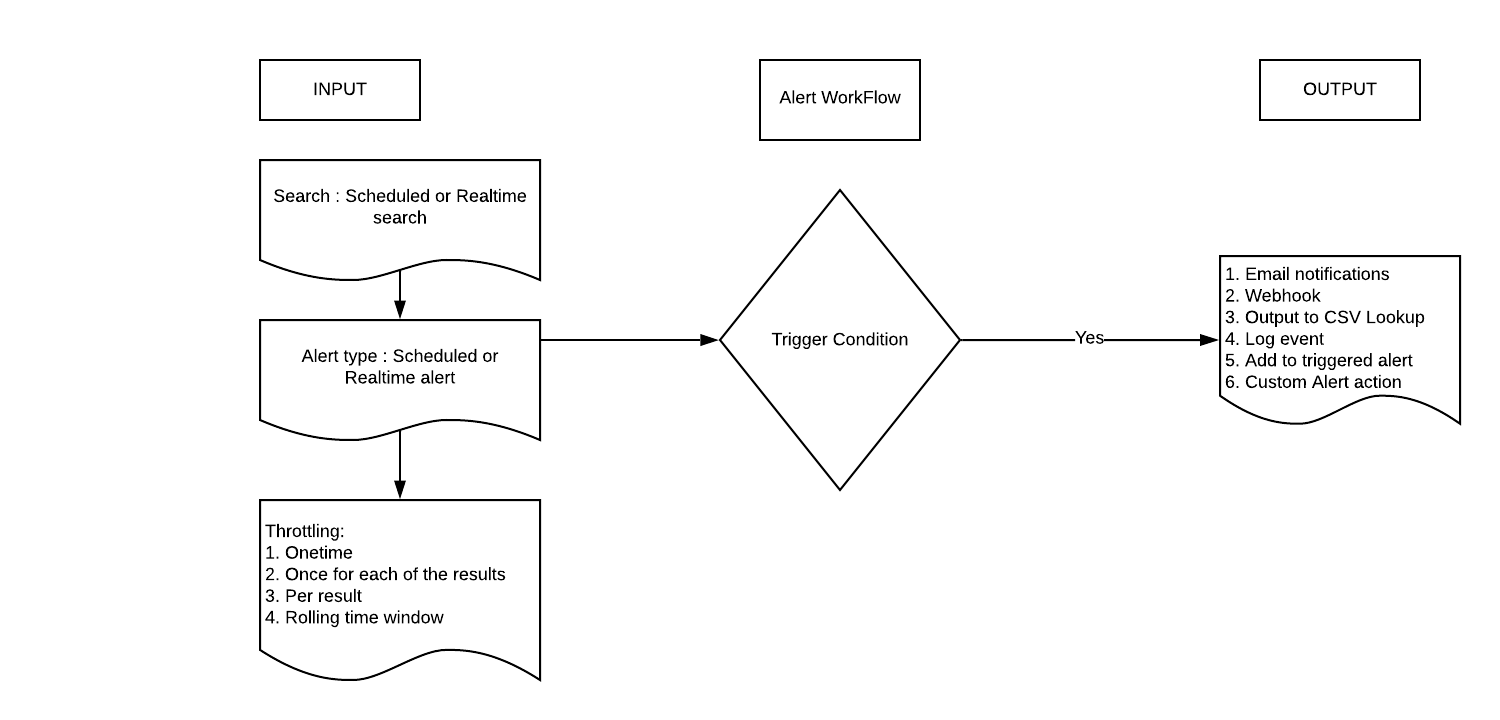 INPUT
Alert WorkFlow
OUTPUT
Search : Scheduled or Realtime
search
Alert type : Scheduled or
Realtime alert
Throttling:
1. Onetime
2. Once for each of the results
3. Per result
4. Rolling time window
Trigger Condition
Yes
1. Email notifications
2. Webhook
3. Output to CSV Lookup
4. Log event
5. Add to triggered alert
6. Custom Alert action